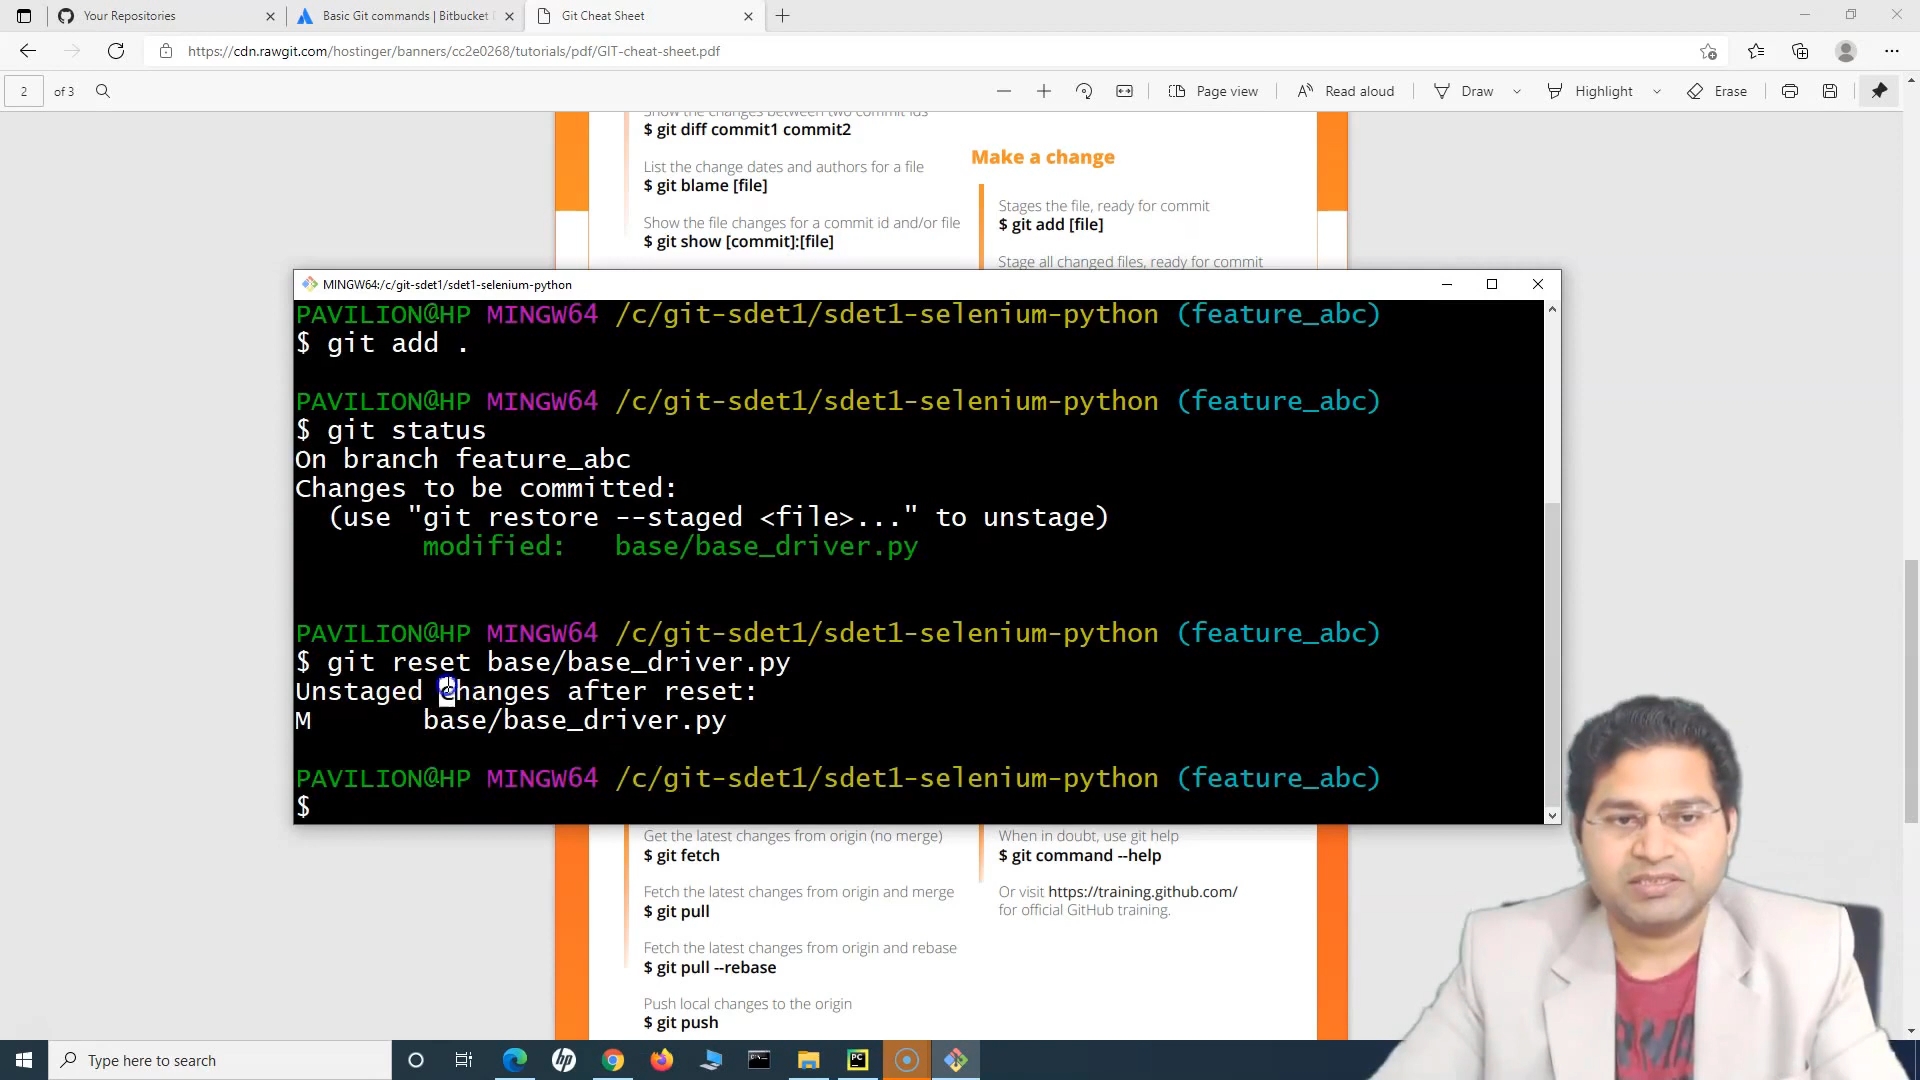 Your Repositories
Basic Git commands | Bitbucket
Git Cheat Sheet
https://cdn.rawgit.com/hostinger/banners/cc2e0268/tutorials/pdf/GIT-cheat-sheet.pdf
2 of 3
Page view
Read aloud
Draw
Highlight
Erase
Show the changes between two commit ids
$ git diff commit1 commit2
List the change dates and authors for a file
$ git blame [file]
Show the file changes for a commit id and/or file
$ git show [commit]:[file]
Make a change
Stages the file, ready for commit
$ git add [file]
Stage all changed files, ready for commit
MINGW64:/c/git-sdet1/sdet1-selenium-python
PAVILION@HP MINGW64 /c/git-sdet1/sdet1-selenium-python (feature_abc)
$ git add .
PAVILION@HP MINGW64 /c/git-sdet1/sdet1-selenium-python (feature_abc)
$ git status
On branch feature_abc
Changes to be committed:
(use "git restore --staged <file>..." to unstage)
modified: base/base_driver.py
PAVILION@HP MINGW64 /c/git-sdet1/sdet1-selenium-python (feature_abc)
$ git reset base/base_driver.py
Unstaged changes after reset:
M base/base_driver.py
PAVILION@HP MINGW64 /c/git-sdet1/sdet1-selenium-python (feature_abc)
$
Get the latest changes from origin (no merge)
$ git fetch
Fetch the latest changes from origin and merge
$ git pull
Fetch the latest changes from origin and rebase
$ git pull --rebase
Push local changes to the origin
$ git push
When in doubt, use git help
$ git command --help
Or visit https://training.github.com/
for official GitHub training.
Type here to search
hp
PC